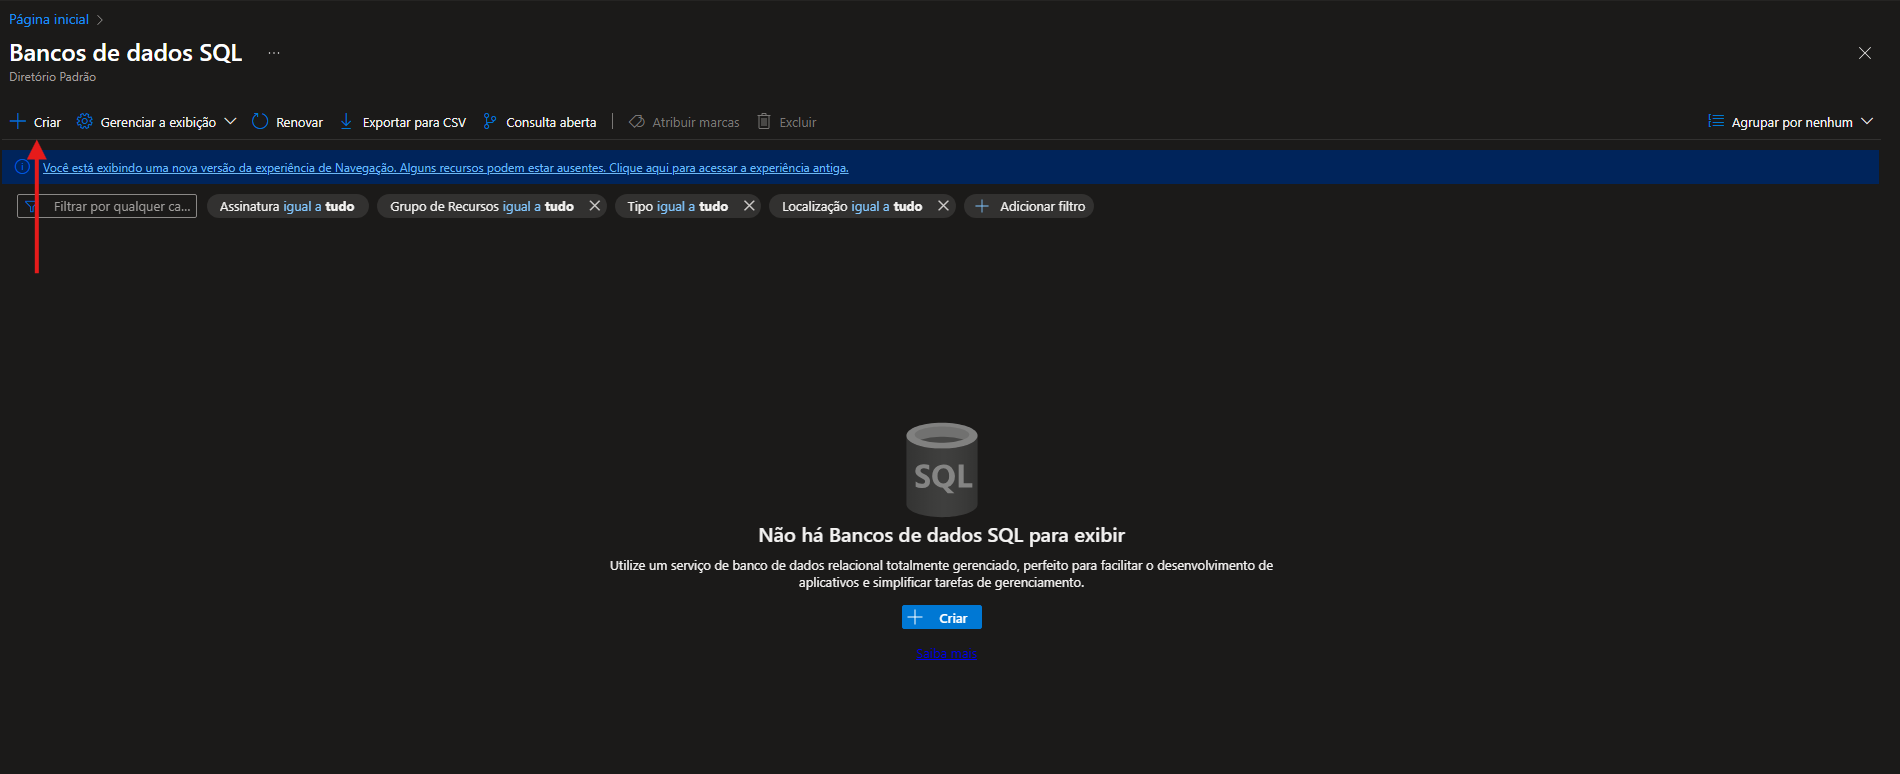 Página inicial
Bancos de dados SQL
Diretório Padrão
Criar Gerenciar a exibição Renovar Exportar para CSV Consulta aberta Atribuir marcas Excluir Agrupar por nenhum
Você está exibindo uma nova versão da experiência de Navegação. Alguns recursos podem estar ausentes. Clique aqui para acessar a experiência antiga.
Filtrar por qualquer ca... Assinatura igual a tudo Grupo de Recursos igual a tudo Tipo igual a tudo Localização igual a tudo Adicionar filtro
SQL
Não há Bancos de dados SQL para exibir
Utilize um serviço de banco de dados relacional totalmente gerenciado, perfeito para facilitar o desenvolvimento de
aplicativos e simplificar tarefas de gerenciamento.
Criar